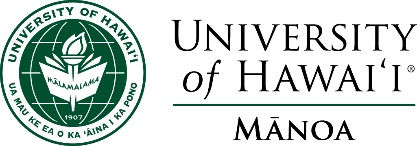 UNIVERSITY OF HAWAIʻI
MĀLAMALAMA
1907
UA MAU KE EA O KA ʻĀINA I KA PONO
UNIVERSITY
of HAWAIʻI®
MĀNOA